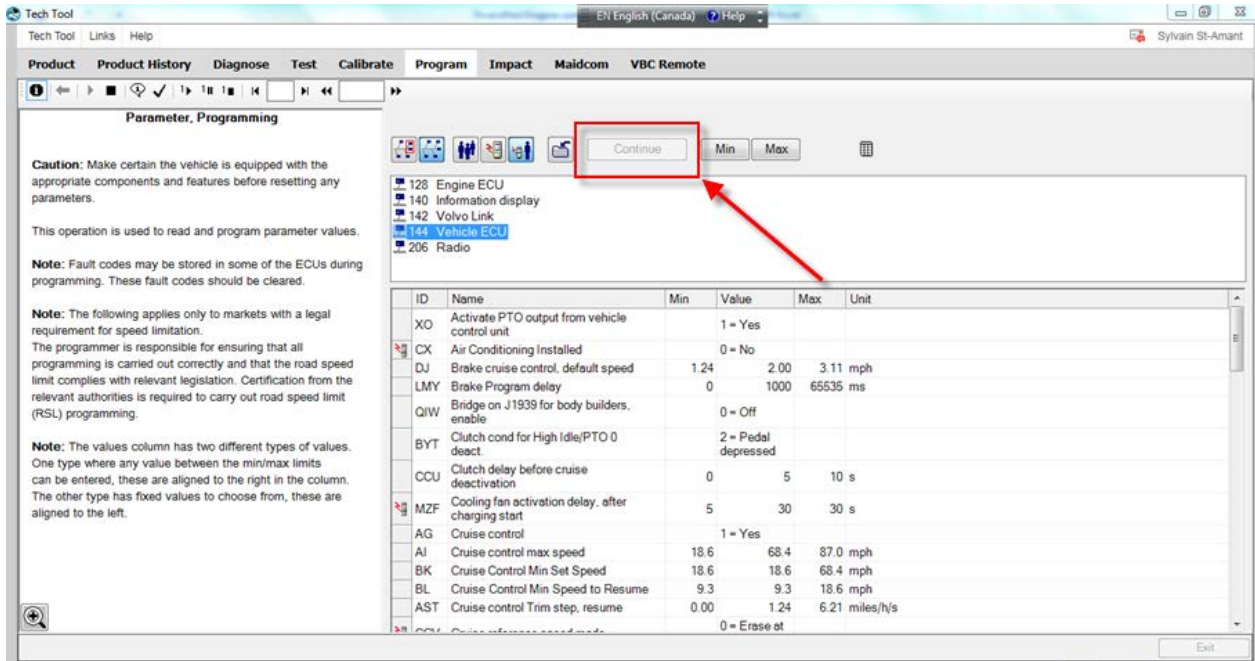 Tech Tool
EN English (Canada) Help
Tech Tool Links Help
Sylvain St-Amant
Product Product History Diagnose Test Calibrate Program Impact Maidcom VBC Remote
Parameter, Programming
Caution: Make certain the vehicle is equipped with the
appropriate components and features before resetting any
parameters.
This operation is used to read and program parameter values.
Note: Fault codes may be stored in some of the ECUs during
programming. These fault codes should be cleared.
Note: The following applies only to markets with a legal
requirement for speed limitation.
The programmer is responsible for ensuring that all
programming is carried out correctly and that the road speed
limit complies with relevant legislation. Certification from the
relevant authorities is required to carry out road speed limit
(RSL) programming.
Note: The values column has two different types of values.
One type where any value between the min/max limits
can be entered, these are aligned to the right in the column.
The other type has fixed values to choose from, these are
aligned to the left.
Continue Min Max
128 Engine ECU
140 Information display
142 Volvo Link
144 Vehicle ECU
206 Radio
ID Name Min Value Max Unit
XO Activate PTO output from vehicle
control unit 1 = Yes
CX Air Conditioning Installed 0 = No
DJ Brake cruise control, default speed 1.24 2.00 3.11 mph
LMY Brake Program delay 0 1000 65535 ms
QIW Bridge on J1939 for body builders,
enable 0 = Off
BYT Clutch cond for High Idle/PTO 0
deact. 2 = Pedal
depressed
CCU Clutch delay before cruise
deactivation 0 5 10 s
MZF Cooling fan activation delay, after
charging start 5 30 30 s
AG Cruise control 1 = Yes
AI Cruise control max speed 18.6 68.4 87.0 mph
BK Cruise Control Min Set Speed 18.6 18.6 68.4 mph
BL Cruise Control Min Speed to Resume 9.3 9.3 18.6 mph
AST Cruise control Trim step, resume 0.00 1.24 6.21 miles/h/s
0 = Erase at
Exit